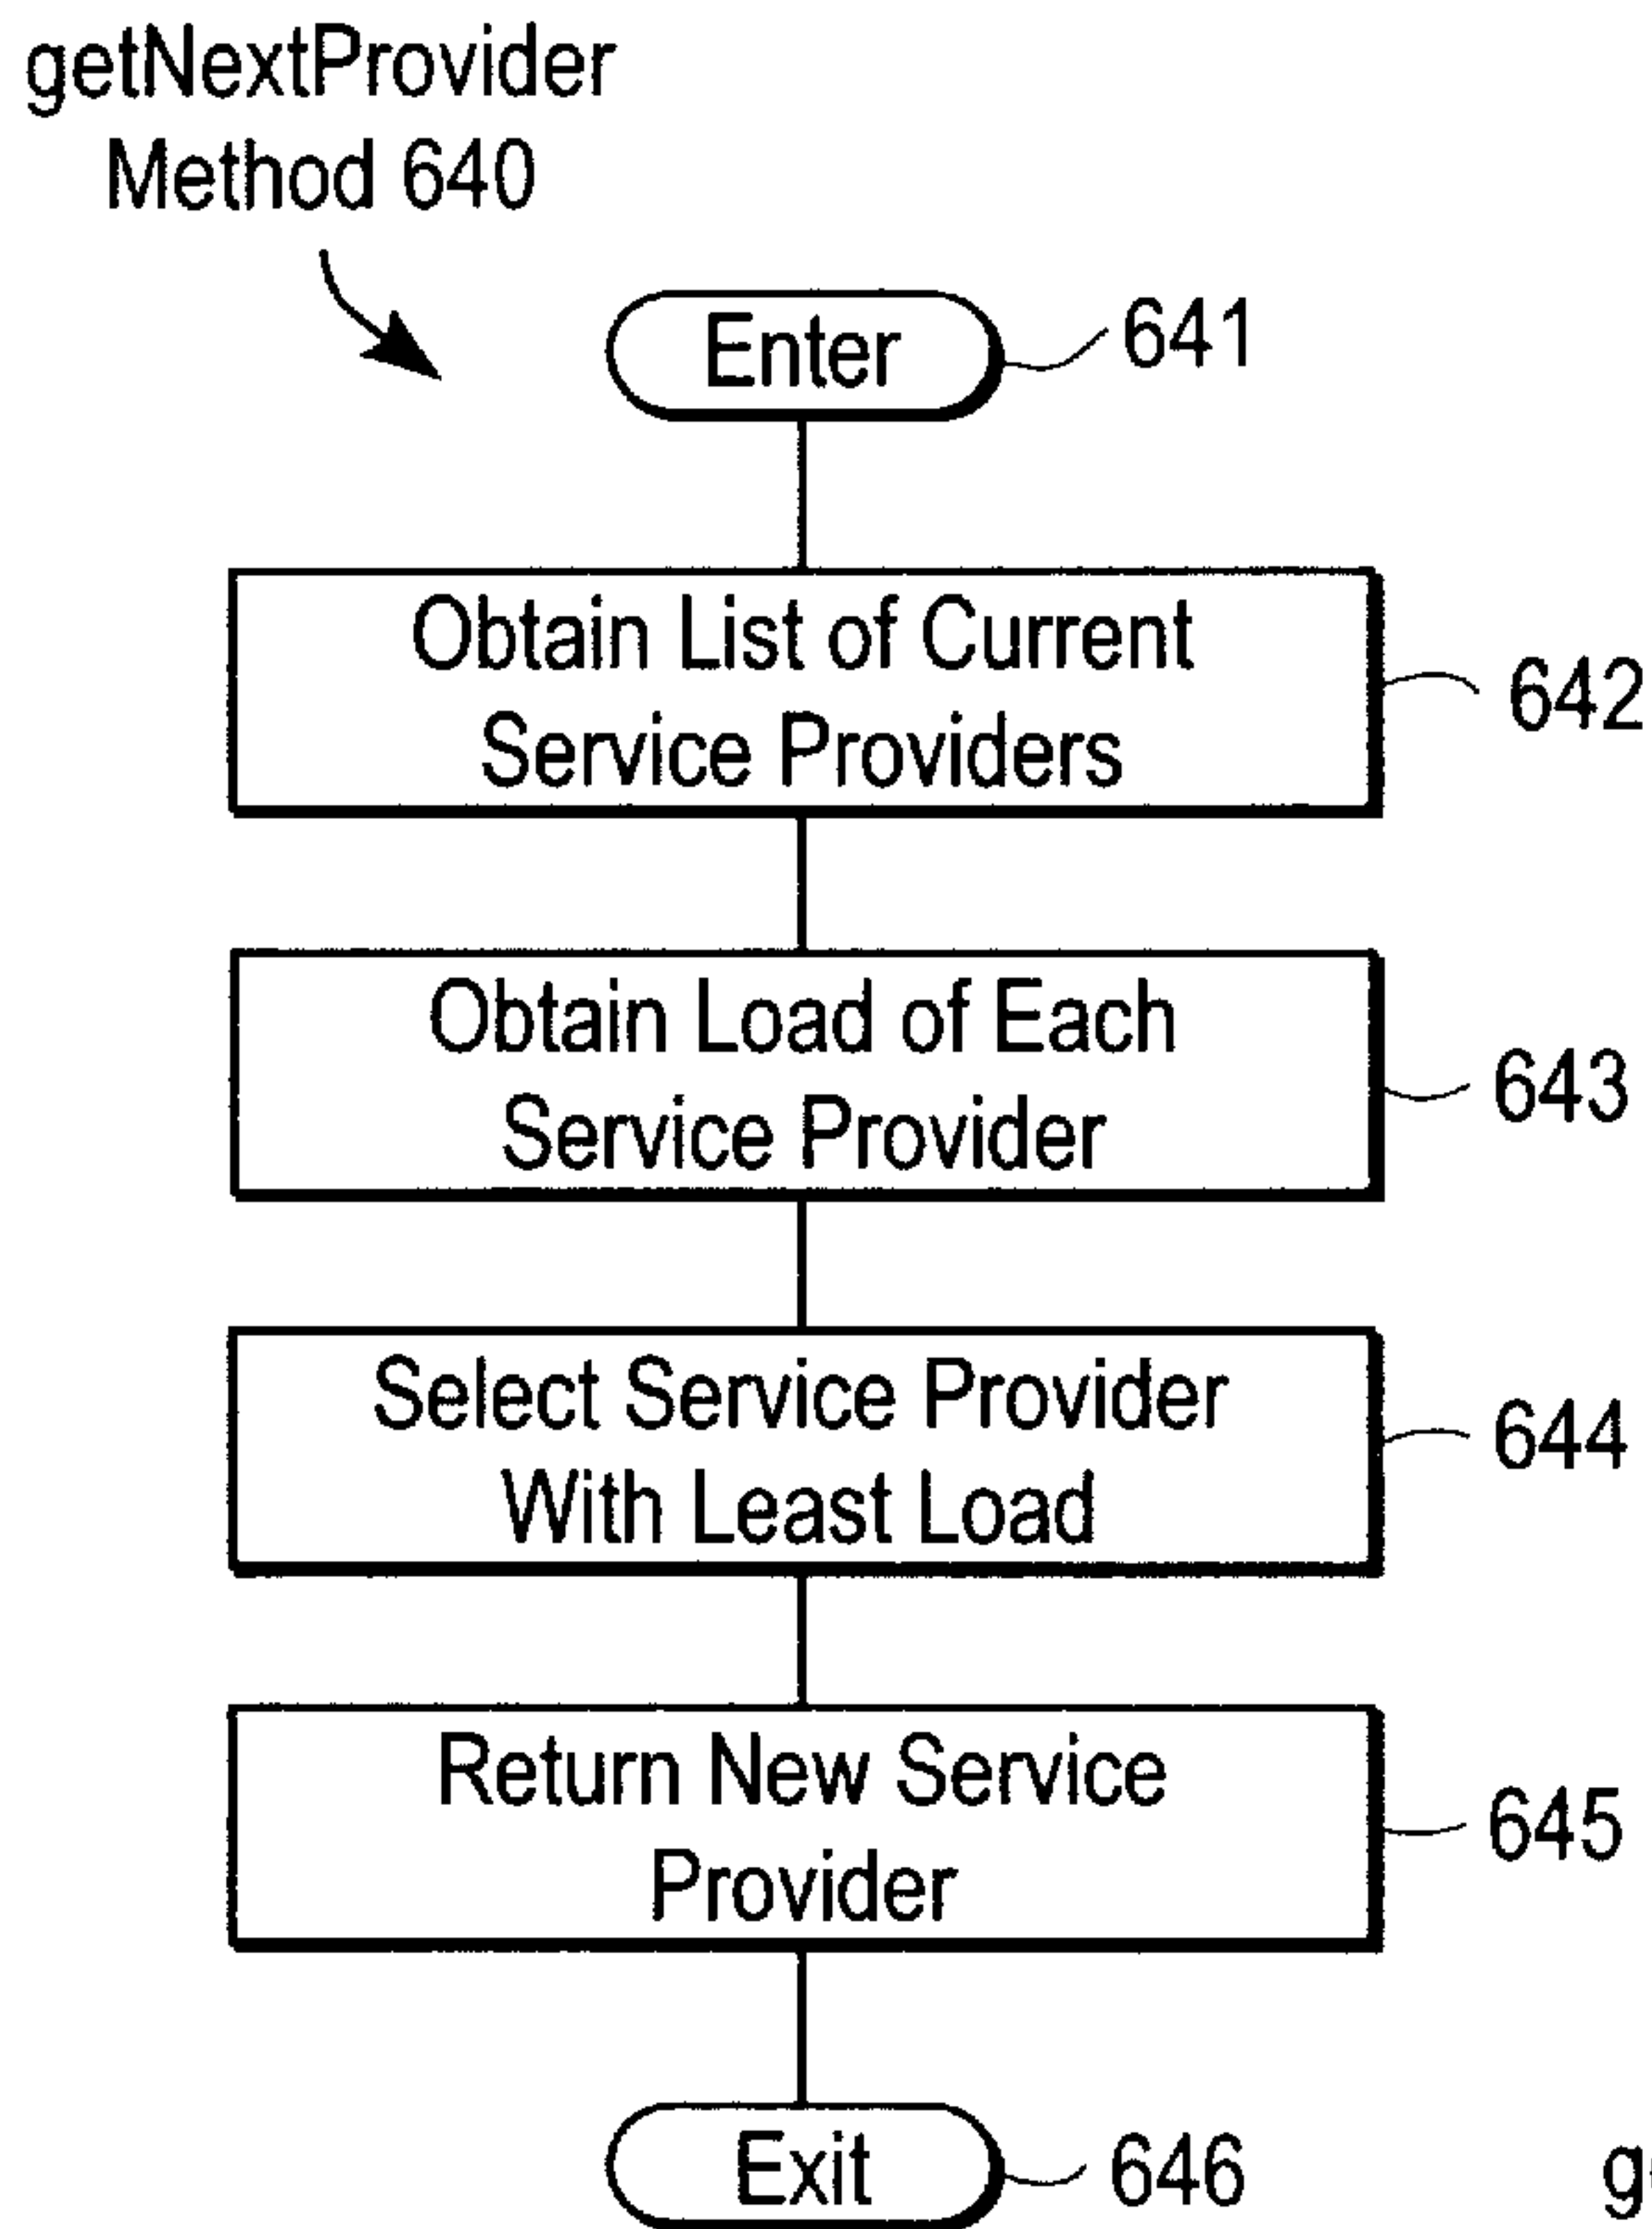 getNextProvider
Method 640
Enter
641
Obtain List of Current
Service Providers
642
Obtain Load of Each
Service Provider
643
Select Service Provider
With Least Load
644
Return New Service
Provider
645
Exit
646